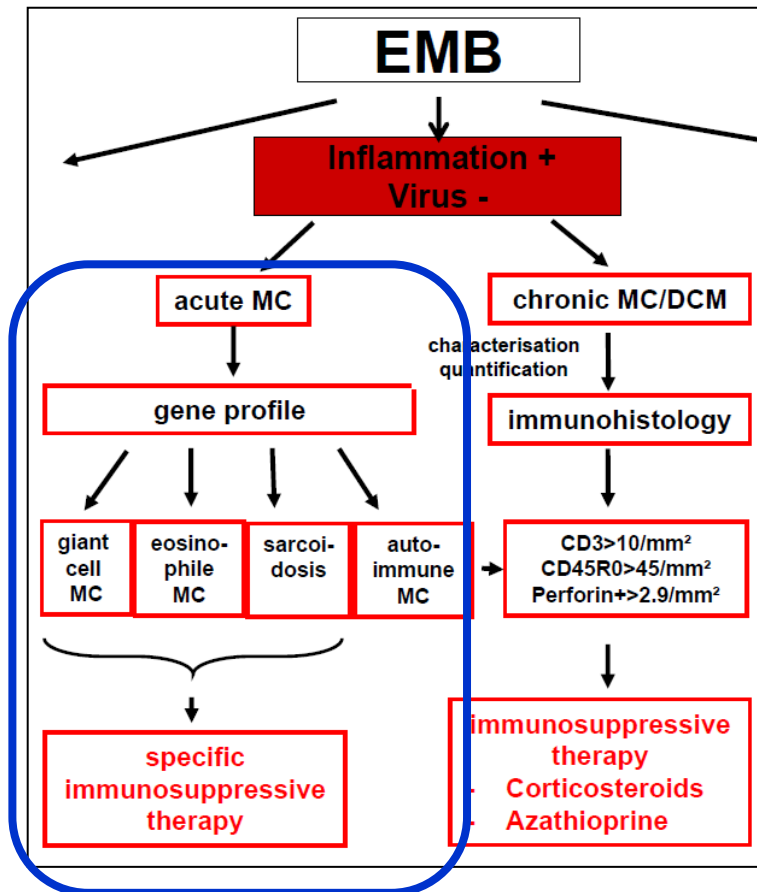 EMB
Inflammation +
Virus -
acute MC
chronic MC/DCM
characterisation
quantification
gene profile
immunohistology
giant
cell
MC
eosino-
phile
MC
sarcoi-
dosis
auto-
immune
MC
CD3>10/mm²
CD45R0>45/mm²
Perforin+>2.9/mm²
specific
immunosuppressive
therapy
immunosuppressive
therapy
- Corticosteroids
- Azathioprine